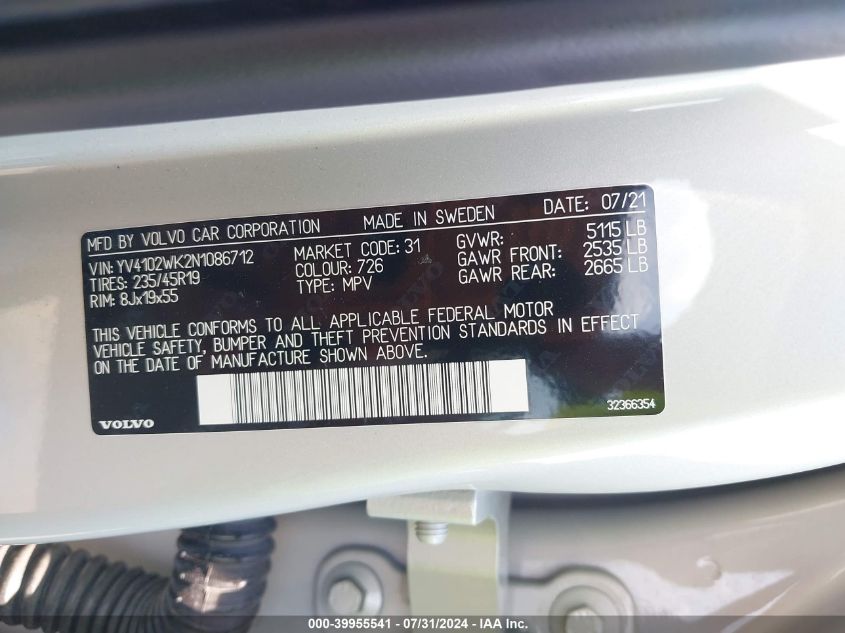 MFD BY VOLVO CAR CORPORATION MADE IN SWEDEN DATE: 07/21
VIN: YV4102WK2N1086712 MARKET CODE: 31 GVWR: 5115 LB
TIRES: 235/45R19 COLOUR: 726 GAWR FRONT: 2535 LB
RIM: 8Jx19x55 TYPE: MPV GAWR REAR: 2665 LB
THIS VEHICLE CONFORMS TO ALL APPLICABLE FEDERAL MOTOR
VEHICLE SAFETY, BUMPER AND THEFT PREVENTION STANDARDS IN EFFECT
ON THE DATE OF MANUFACTURE SHOWN ABOVE.
VOLVO 32366354
000-39955541 - 07/31/2024 - IAA Inc.